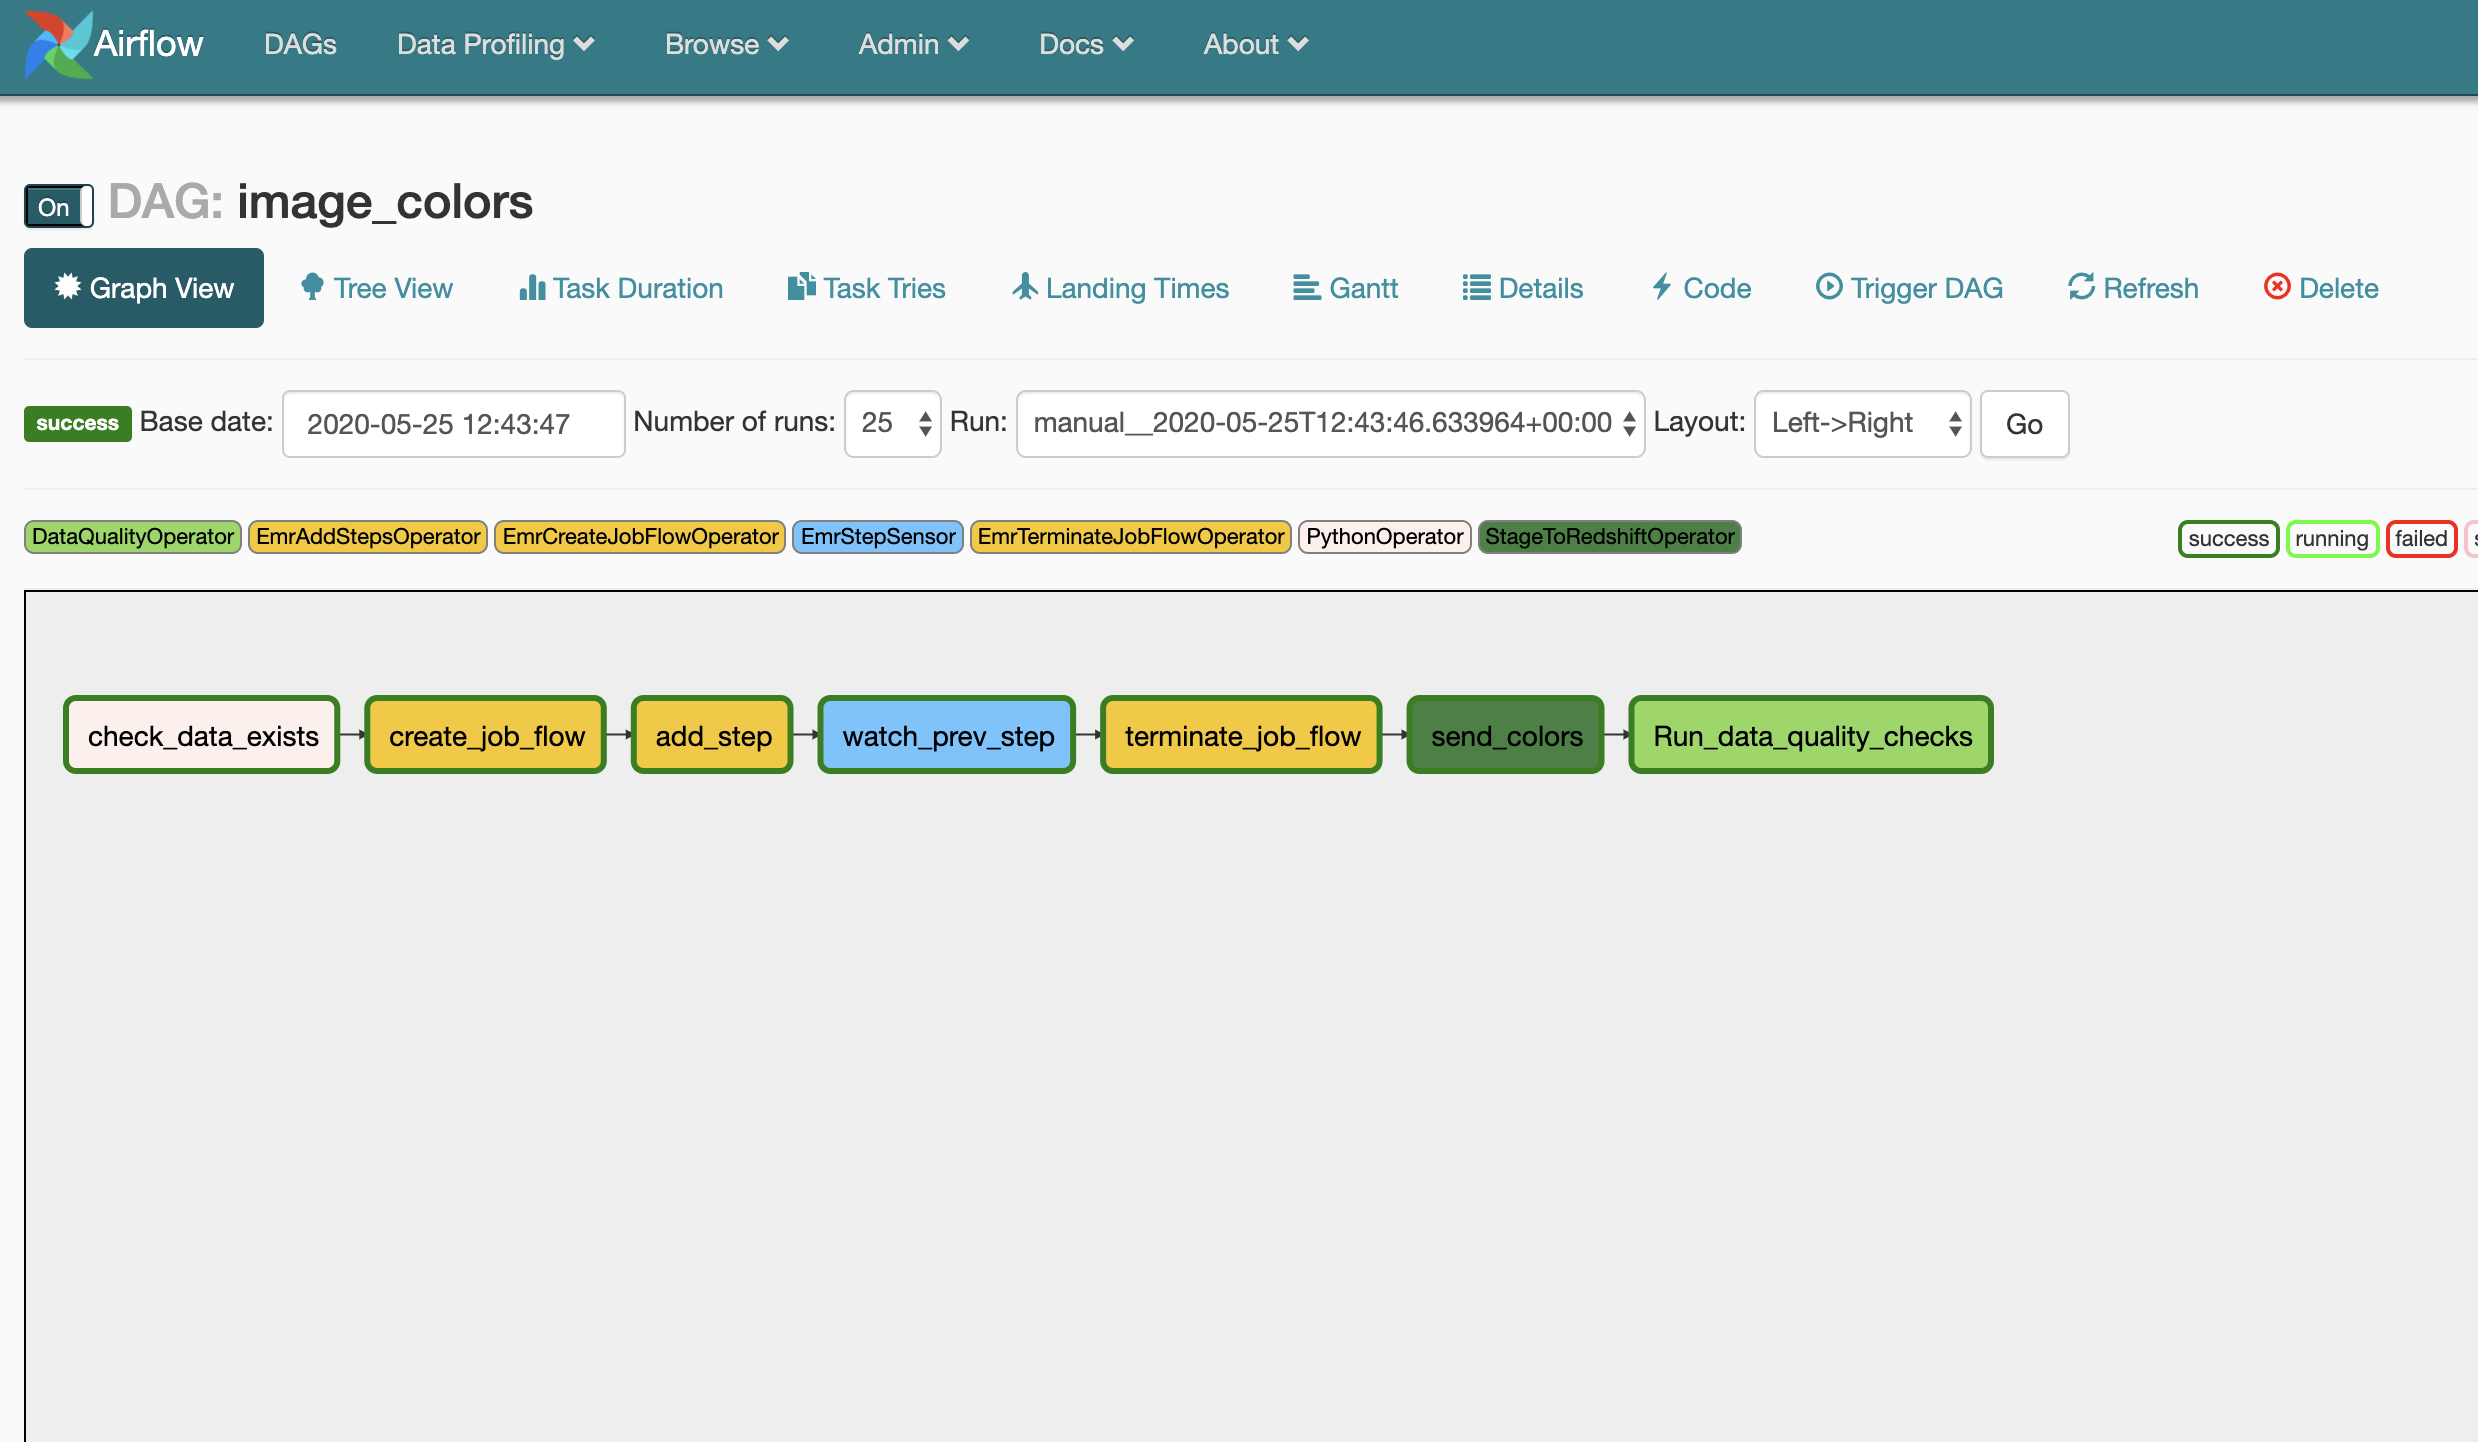 Airflow DAGs Data Profiling Browse Admin Docs About
On DAG: image_colors
Graph View Tree View Task Duration Task Tries Landing Times Gantt Details Code Trigger DAG Refresh Delete
success Base date: 2020-05-25 12:43:47 Number of runs: 25 Run: manual__2020-05-25T12:43:46.633964+00:00 Layout: Left->Right Go
DataQualityOperator EmrAddStepsOperator EmrCreateJobFlowOperator EmrStepSensor EmrTerminateJobFlowOperator PythonOperator StageToRedshiftOperator success running failed
check_data_exists create_job_flow add_step watch_prev_step terminate_job_flow send_colors Run_data_quality_checks